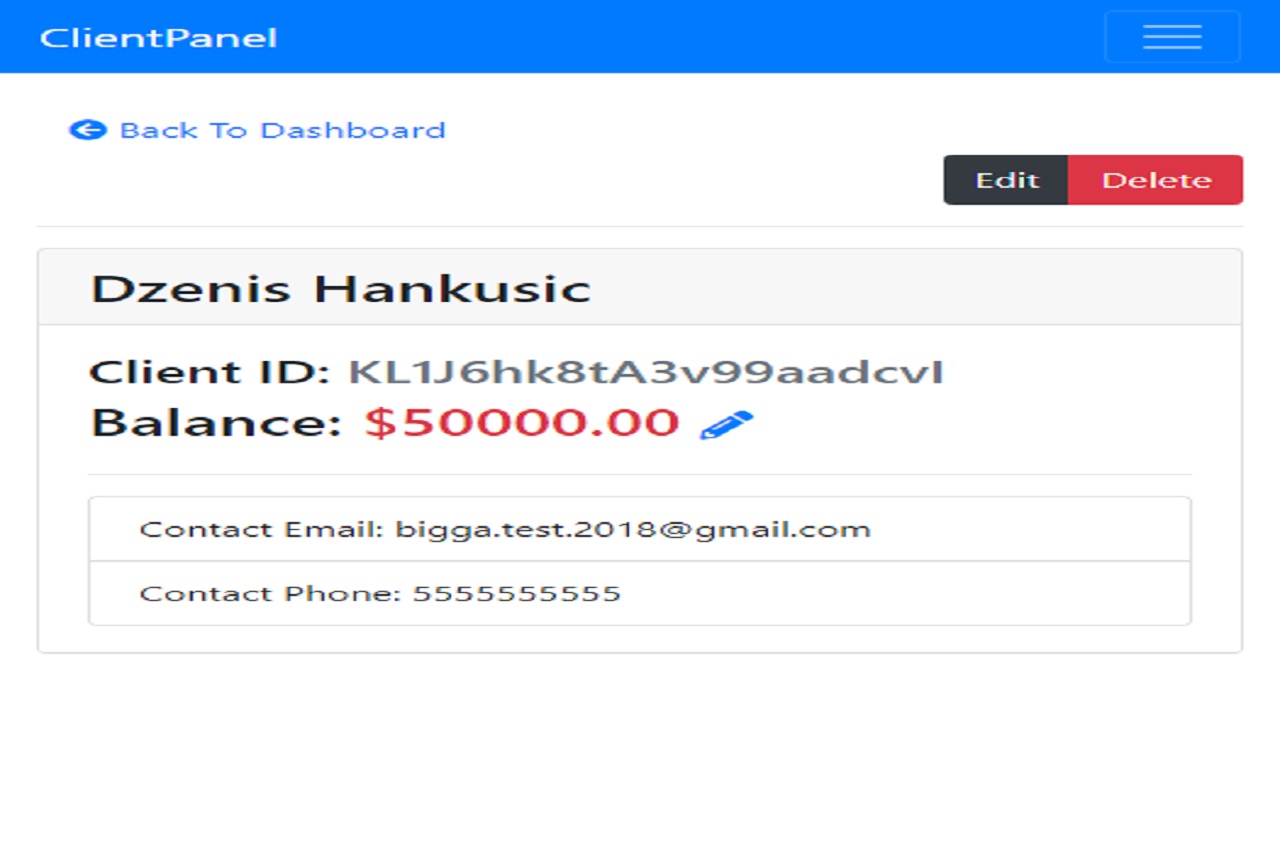 ClientPanel
Back To Dashboard
Edit Delete
Dzenis Hankusic
Client ID: KL1J6hk8tA3v99aadcvI
Balance: $50000.00
Contact Email: bigga.test.2018@gmail.com
Contact Phone: 5555555555